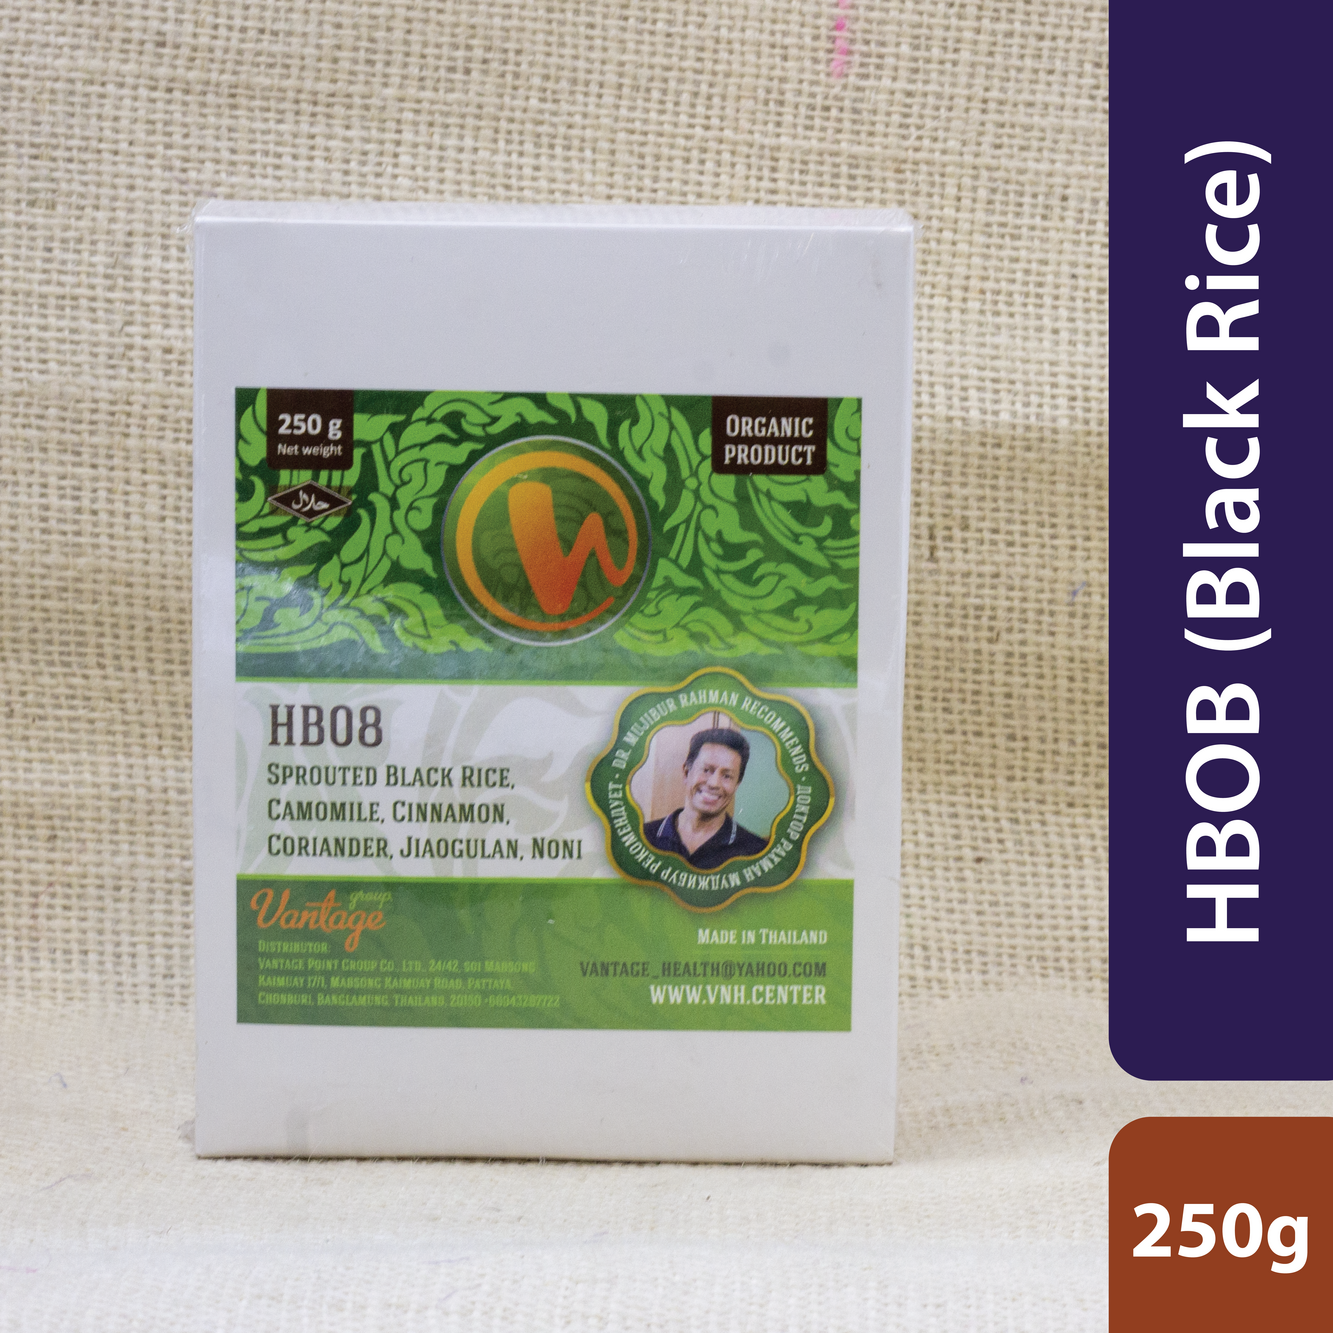 250 g
Net weight
حلال
ORGANIC
PRODUCT
HB08
SPROUTED BLACK RICE,
CAMOMILE, CINNAMON,
CORIANDER, JIAOGULAN, NONI
DR. MUJIBUR RAHMAN RECOMMENDS · ДОКТОР РАХМАН МУДЖИБУР РЕКОМЕНДУЕТ ·
Vantage group
DISTRIBUTOR:
VANTAGE POINT GROUP CO., LTD., 24/42, SOI MABSONG
KAIMUAY 17/1, MABSONG KAIMUAY ROAD, PATTAYA,
CHONBURI, BANGLAMUNG, THAILAND, 20150
MADE IN THAILAND
VANTAGE_HEALTH@YAHOO.COM
WWW.VNH.CENTER
HBOB (Black Rice)
250g